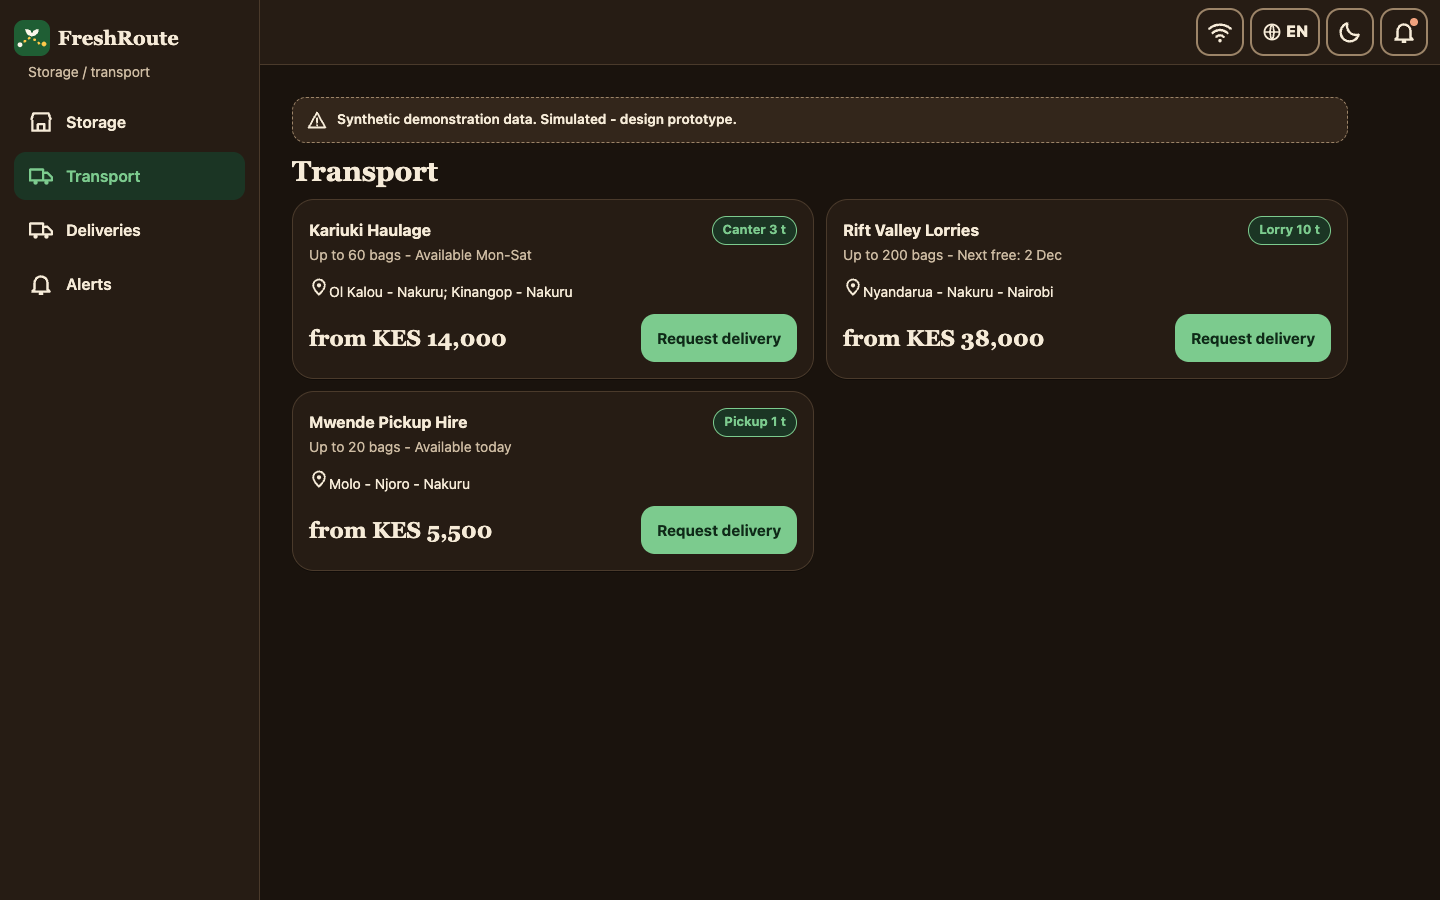 FreshRoute
Storage / transport
Storage
Transport
Deliveries
Alerts
EN
Synthetic demonstration data. Simulated - design prototype.
Transport
Kariuki Haulage
Canter 3 t
Up to 60 bags - Available Mon-Sat
Ol Kalou - Nakuru; Kinangop - Nakuru
from KES 14,000
Request delivery
Rift Valley Lorries
Lorry 10 t
Up to 200 bags - Next free: 2 Dec
Nyandarua - Nakuru - Nairobi
from KES 38,000
Request delivery
Mwende Pickup Hire
Pickup 1 t
Up to 20 bags - Available today
Molo - Njoro - Nakuru
from KES 5,500
Request delivery